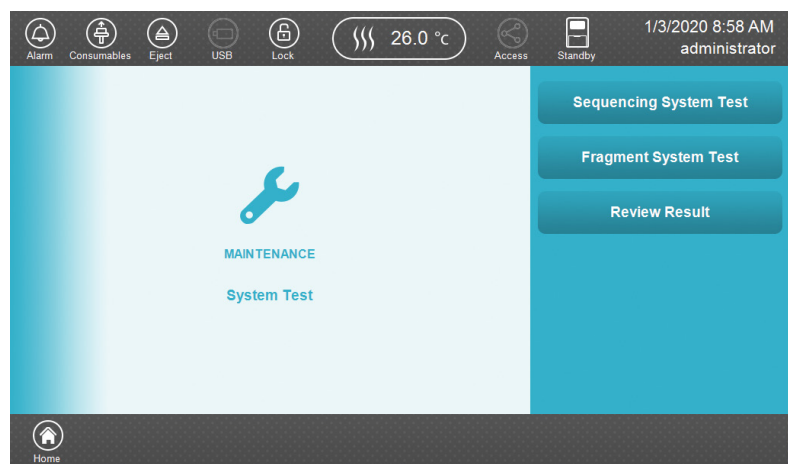 Alarm
Consumables
Eject
USB
Lock
26.0 °C
Access
Standby
1/3/2020 8:58 AM
administrator
Sequencing System Test
Fragment System Test
Review Result
MAINTENANCE
System Test
Home